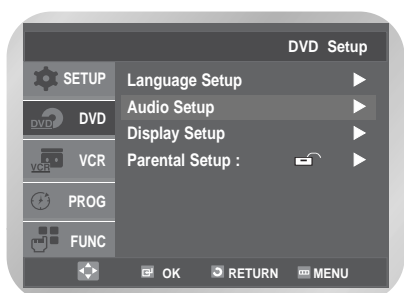 DVD Setup
SETUP
Language Setup
DVD DVD
Audio Setup
Display Setup
VCR VCR
Parental Setup :
PROG
FUNC
OK RETURN MENU